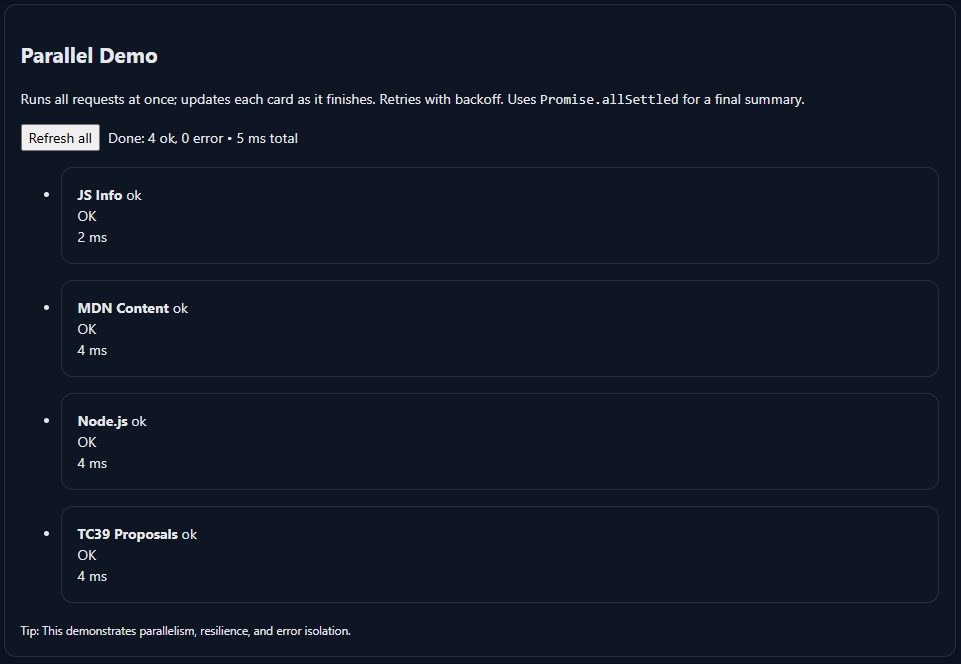 Parallel Demo
Runs all requests at once; updates each card as it finishes. Retries with backoff. Uses Promise.allSettled for a final summary.
Refresh all Done: 4 ok, 0 error • 5 ms total
JS Info ok
OK
2 ms
MDN Content ok
OK
4 ms
Node.js ok
OK
4 ms
TC39 Proposals ok
OK
4 ms
Tip: This demonstrates parallelism, resilience, and error isolation.